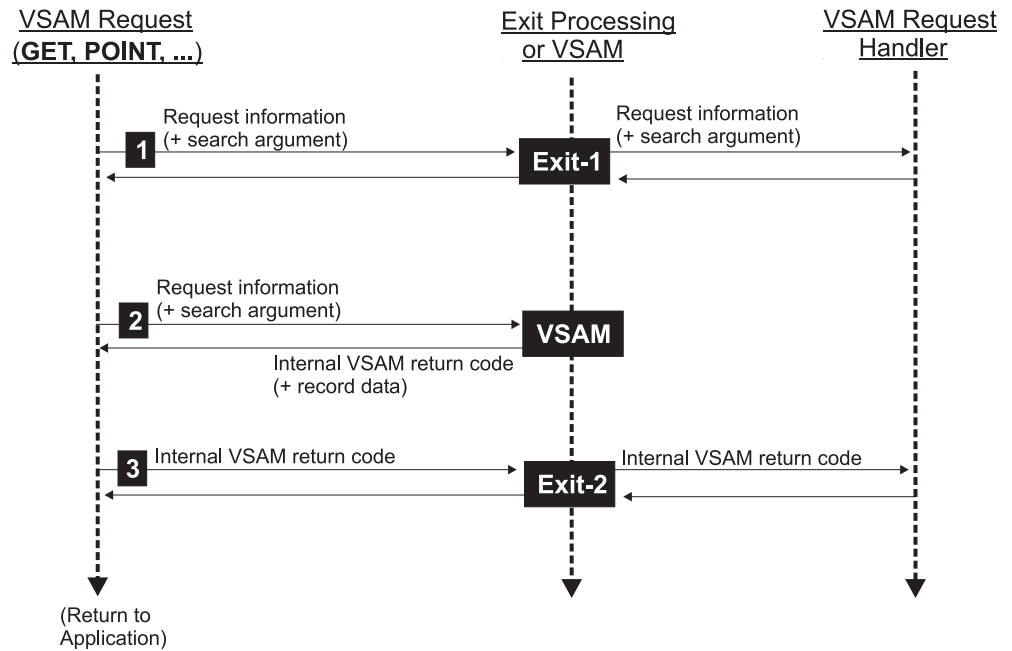 VSAM Request
(GET, POINT, ...)
Exit Processing
or VSAM
VSAM Request
Handler
Request information
(+ search argument)
1
Exit-1
Request information
(+ search argument)
Request information
(+ search argument)
2
VSAM
Internal VSAM return code
(+ record data)
3
Internal VSAM return code
Exit-2
Internal VSAM return code
(Return to
Application)